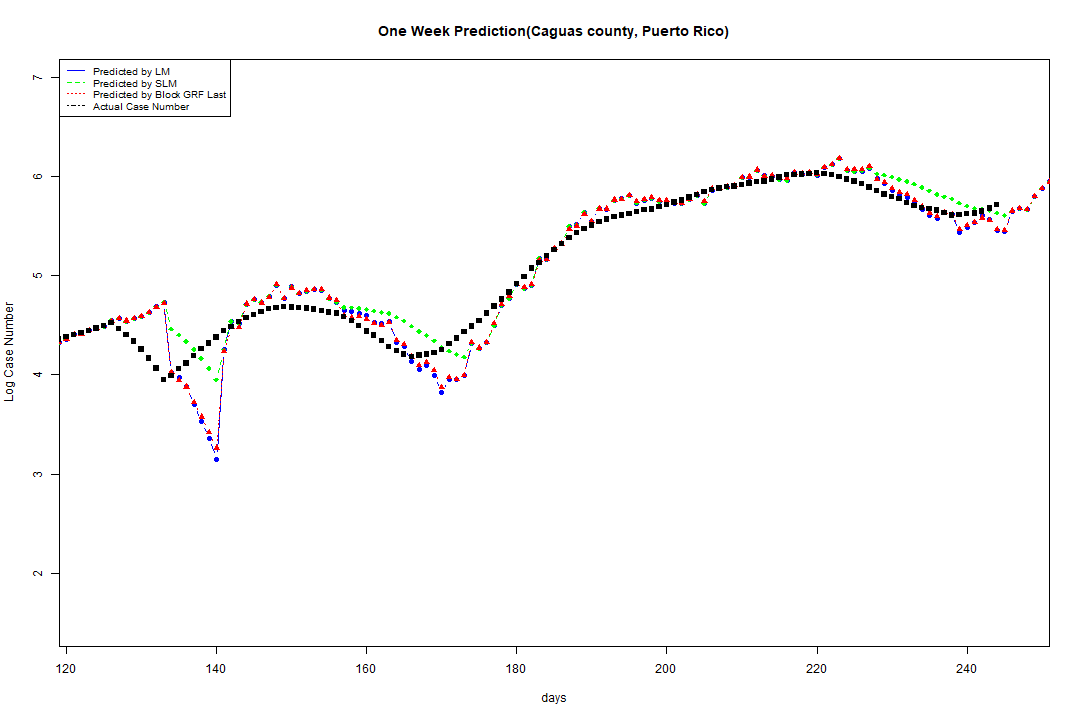 One Week Prediction(Caguas county, Puerto Rico)
Predicted by LM
Predicted by SLM
Predicted by Block GRF Last
Actual Case Number
7
6
5
4
3
2
Log Case Number
120 140 160 180 200 220 240
days